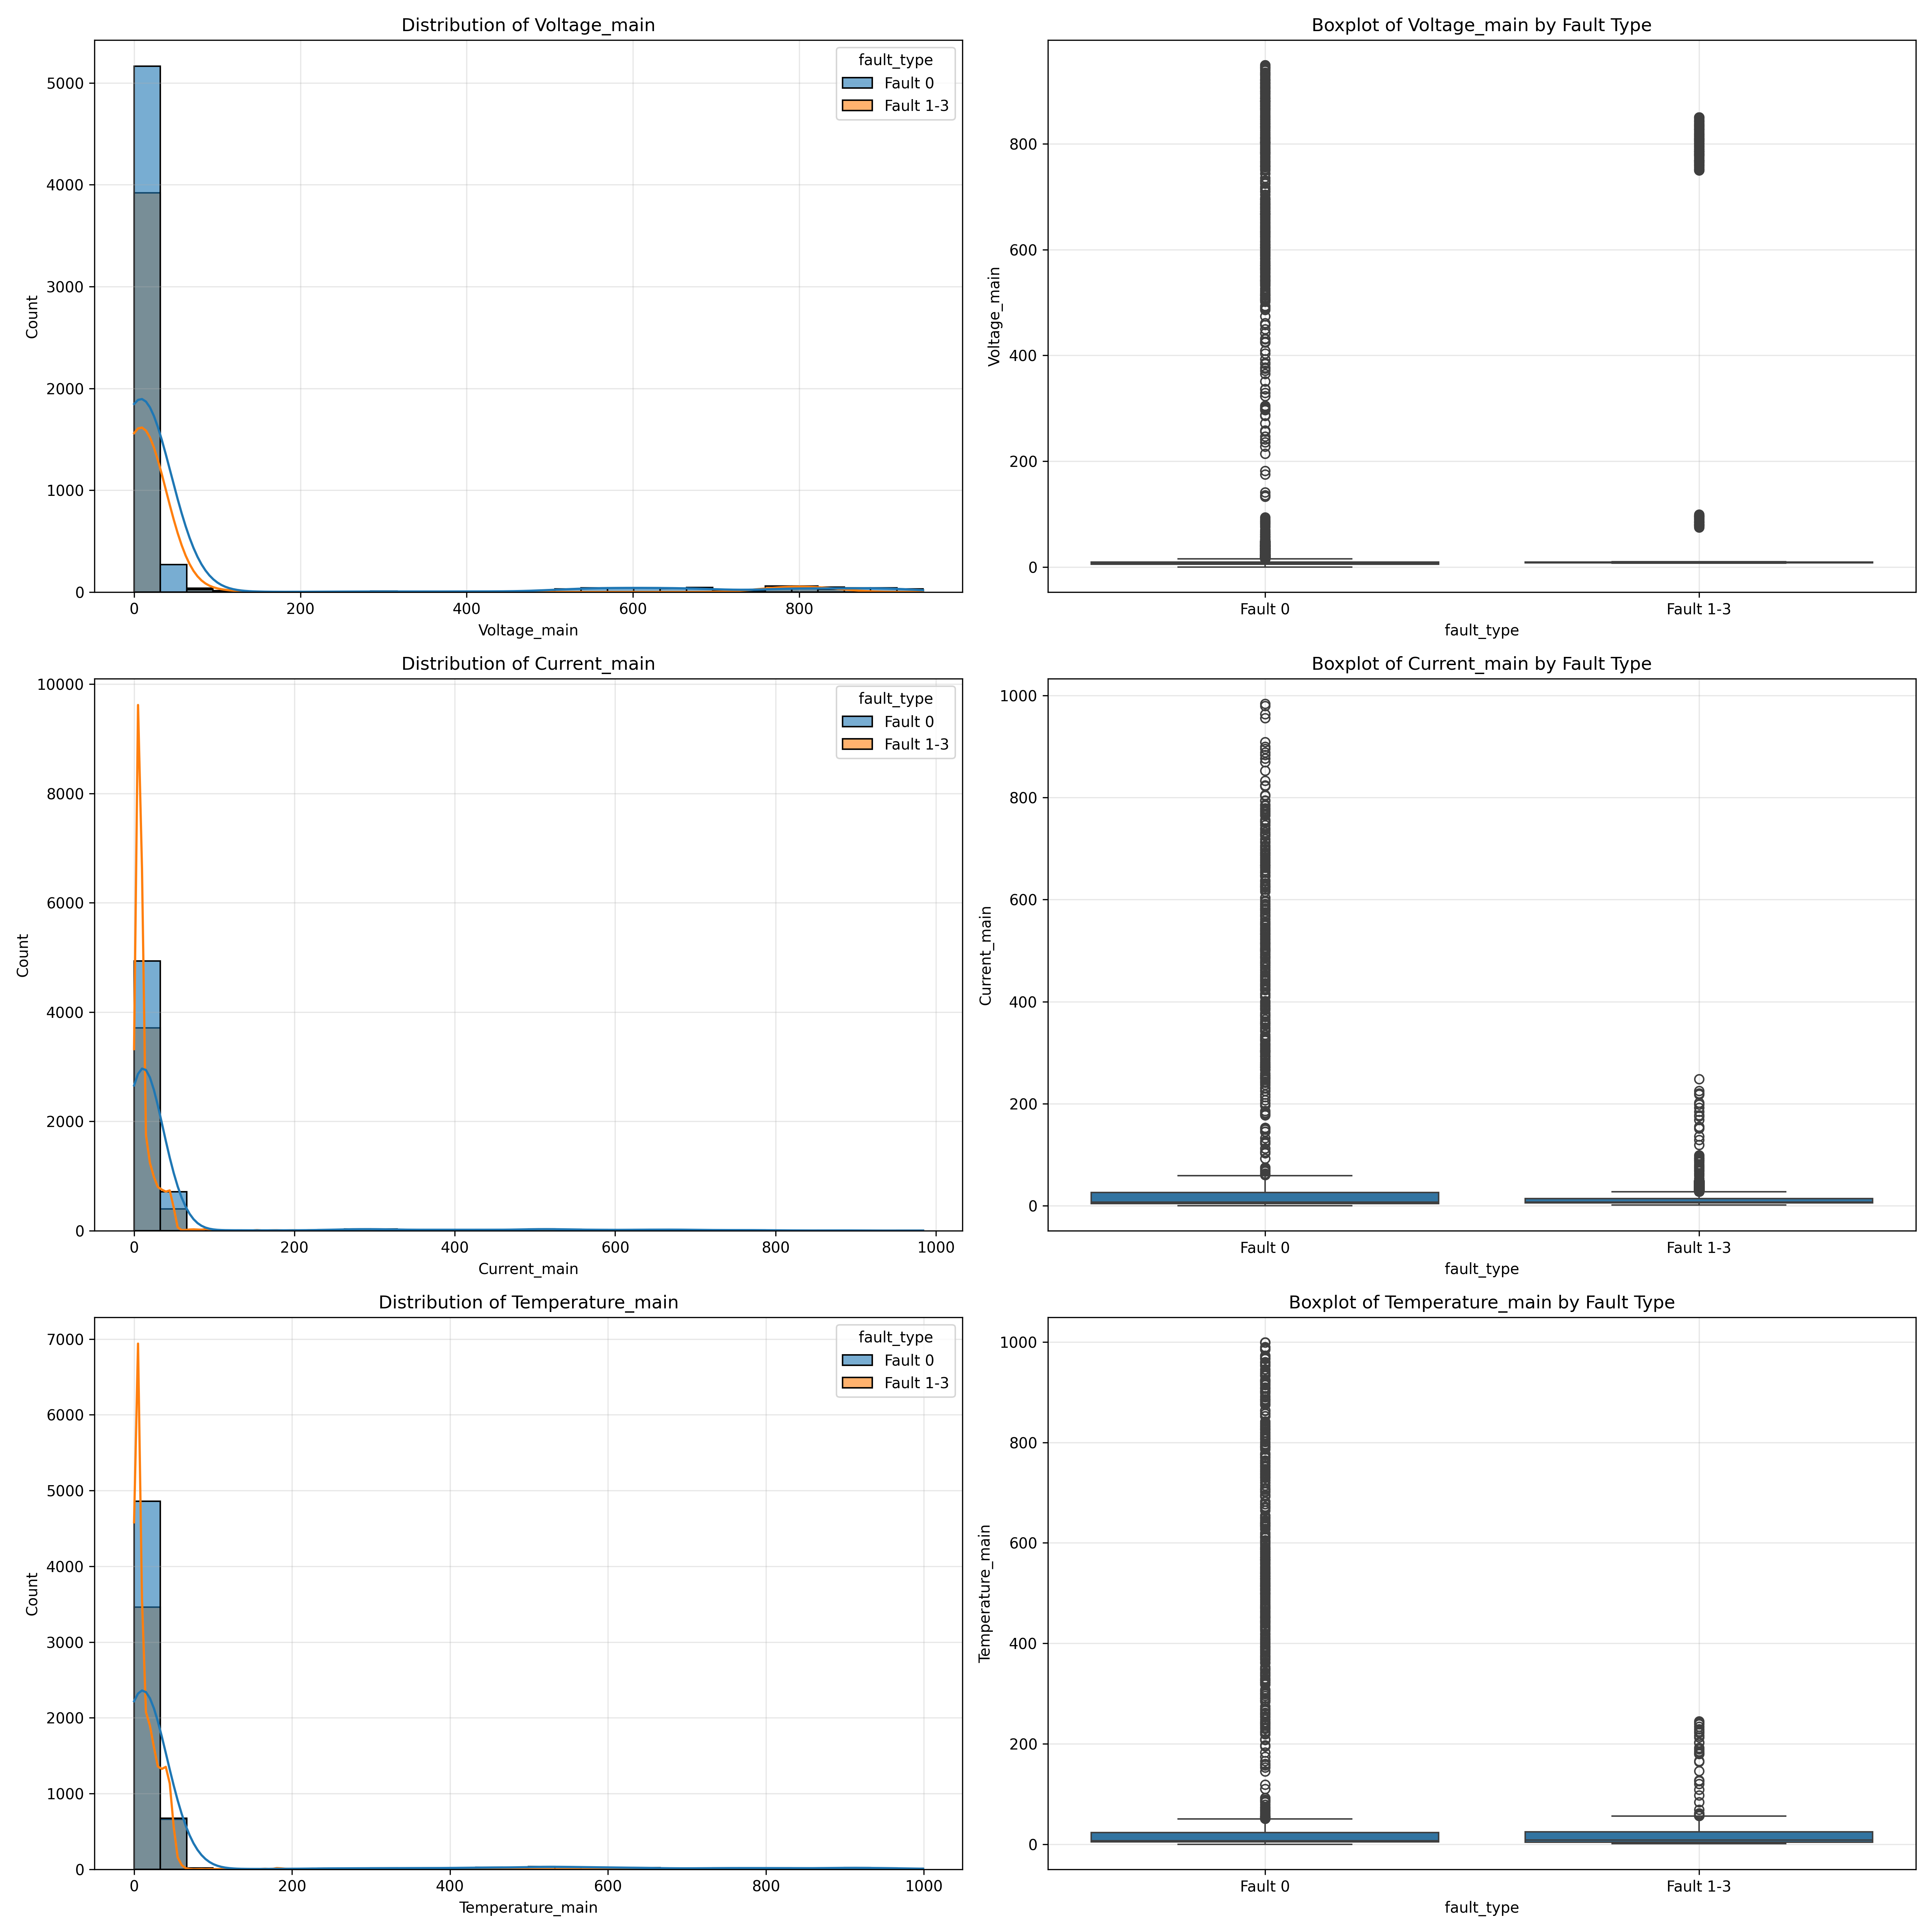 Distribution of Voltage_main
Count
5000
4000
3000
2000
1000
0
fault_type
Fault 0
Fault 1-3
0 200 400 600 800
Voltage_main
Boxplot of Voltage_main by Fault Type
Voltage_main
800
600
400
200
0
Fault 0 Fault 1-3
fault_type
Distribution of Current_main
Count
10000
8000
6000
4000
2000
0
fault_type
Fault 0
Fault 1-3
0 200 400 600 800 1000
Current_main
Boxplot of Current_main by Fault Type
Current_main
1000
800
600
400
200
0
Fault 0 Fault 1-3
fault_type
Distribution of Temperature_main
Count
7000
6000
5000
4000
3000
2000
1000
0
fault_type
Fault 0
Fault 1-3
0 200 400 600 800 1000
Temperature_main
Boxplot of Temperature_main by Fault Type
Temperature_main
1000
800
600
400
200
0
Fault 0 Fault 1-3
fault_type